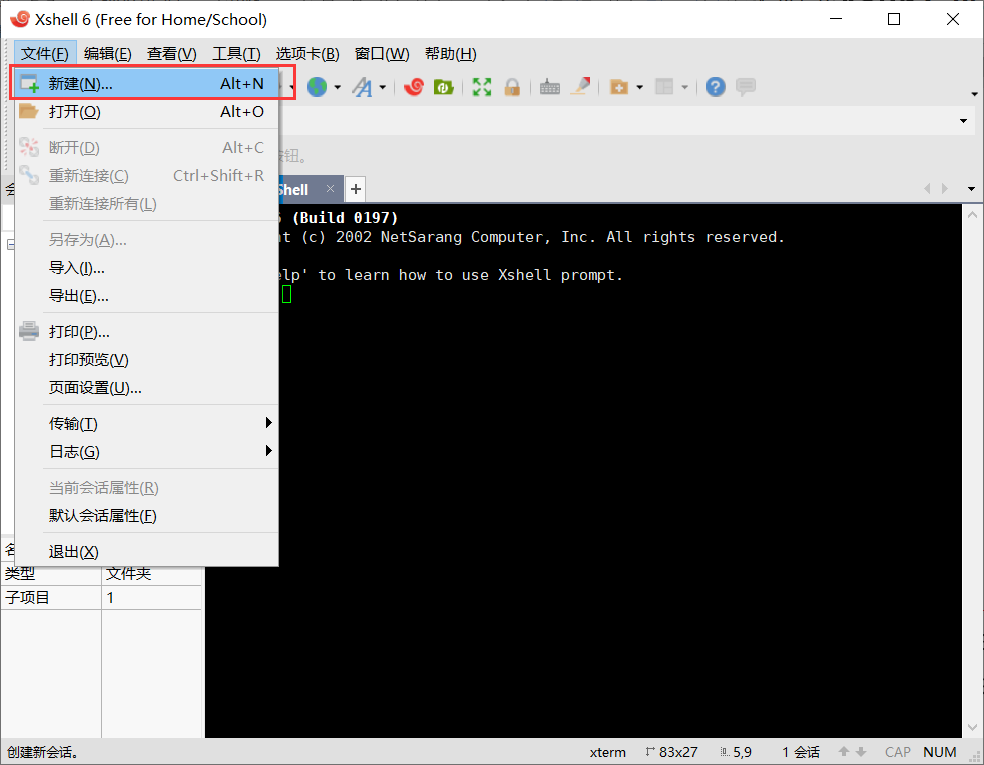 Xshell 6 (Free for Home/School)
文件(F) 编辑(E) 查看(V) 工具(T) 选项卡(B) 窗口(W) 帮助(H)
新建(N)... Alt+N
打开(O) Alt+O
断开(D) Alt+C
重新连接(C) Ctrl+Shift+R
重新连接所有(L)
另存为(A)...
导入(I)...
导出(E)...
打印(P)...
打印预览(V)
页面设置(U)...
传输(T)
日志(G)
当前会话属性(R)
默认会话属性(F)
退出(X)
钮。
Shell × +
(Build 0197)
(c) 2002 NetSarang Computer, Inc. All rights reserved.
elp' to learn how to use Xshell prompt.
类型 文件夹
子项目 1
创建新会话。 xterm 83x27 5,9 1 会话 CAP NUM